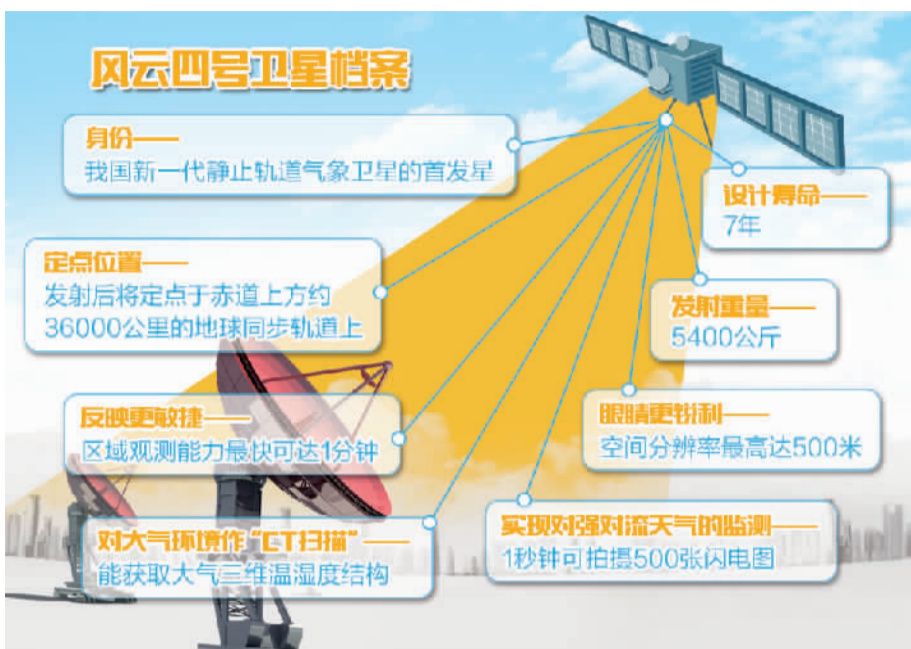 风云四号卫星档案
身份——
我国新一代静止轨道气象卫星的首发星
设计寿命——
7年
定点位置——
发射后将定点于赤道上方约
36000公里的地球同步轨道上
发射重量——
5400公斤
反映更敏捷——
区域观测能力最快可达1分钟
眼睛更锐利——
空间分辨率最高达500米
对大气环境作“CT扫描”——
能获取大气三维温湿度结构
实现对强对流天气的监测——
1秒钟可拍摄500张闪电图